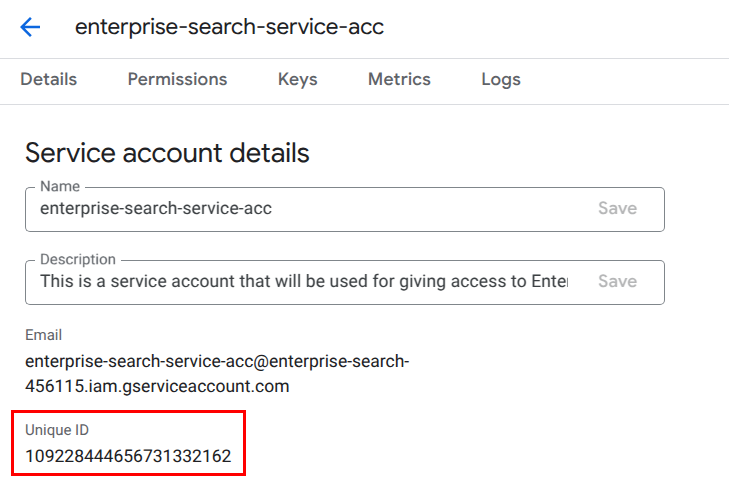 enterprise-search-service-acc
Details Permissions Keys Metrics Logs
Service account details
Name
enterprise-search-service-acc Save
Description
This is a service account that will be used for giving access to Ente Save
Email
enterprise-search-service-acc@enterprise-search-
456115.iam.gserviceaccount.com
Unique ID
109228444656731332162